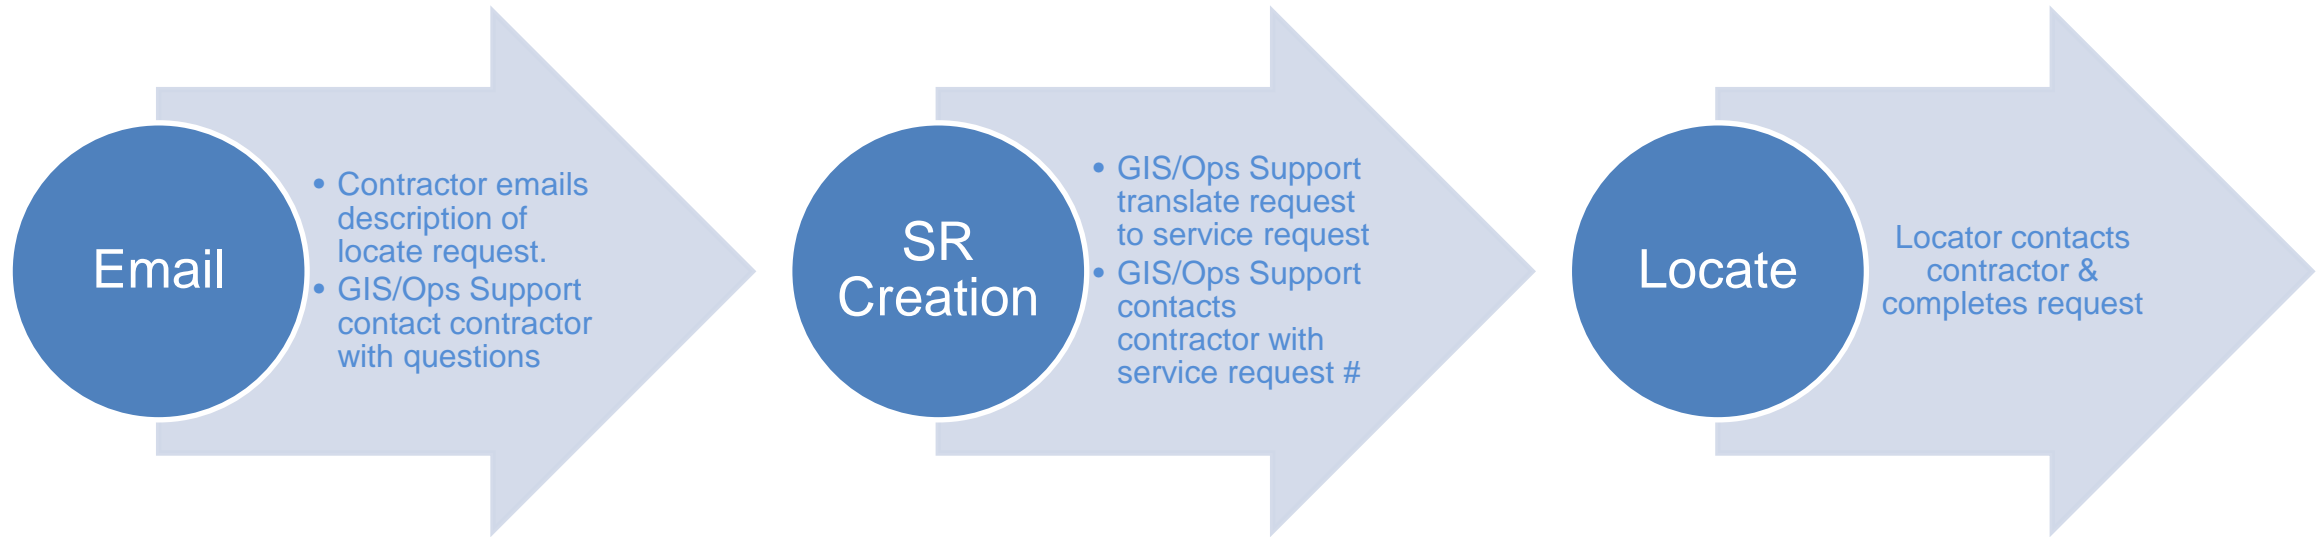 Email
• Contractor emails
description of
locate request.
• GIS/Ops Support
contact contractor
with questions
SR
Creation
• GIS/Ops Support
translate request
to service request
• GIS/Ops Support
contacts
contractor with
service request #
Locate
Locator contacts
contractor &
completes request